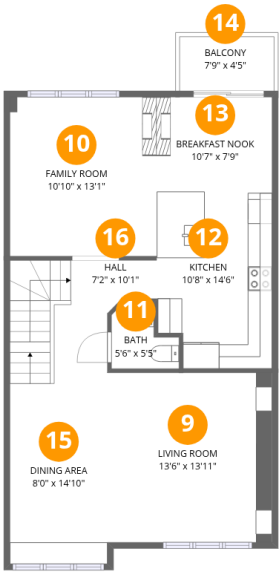 14
BALCONY
7'9" x 4'5"
13
BREAKFAST NOOK
10'7" x 7'9"
10
FAMILY ROOM
10'10" x 13'1"
16
HALL
7'2" x 10'1"
12
KITCHEN
10'8" x 14'6"
11
BATH
5'6" x 5'5"
9
LIVING ROOM
13'6" x 13'11"
15
DINING AREA
8'0" x 14'10"